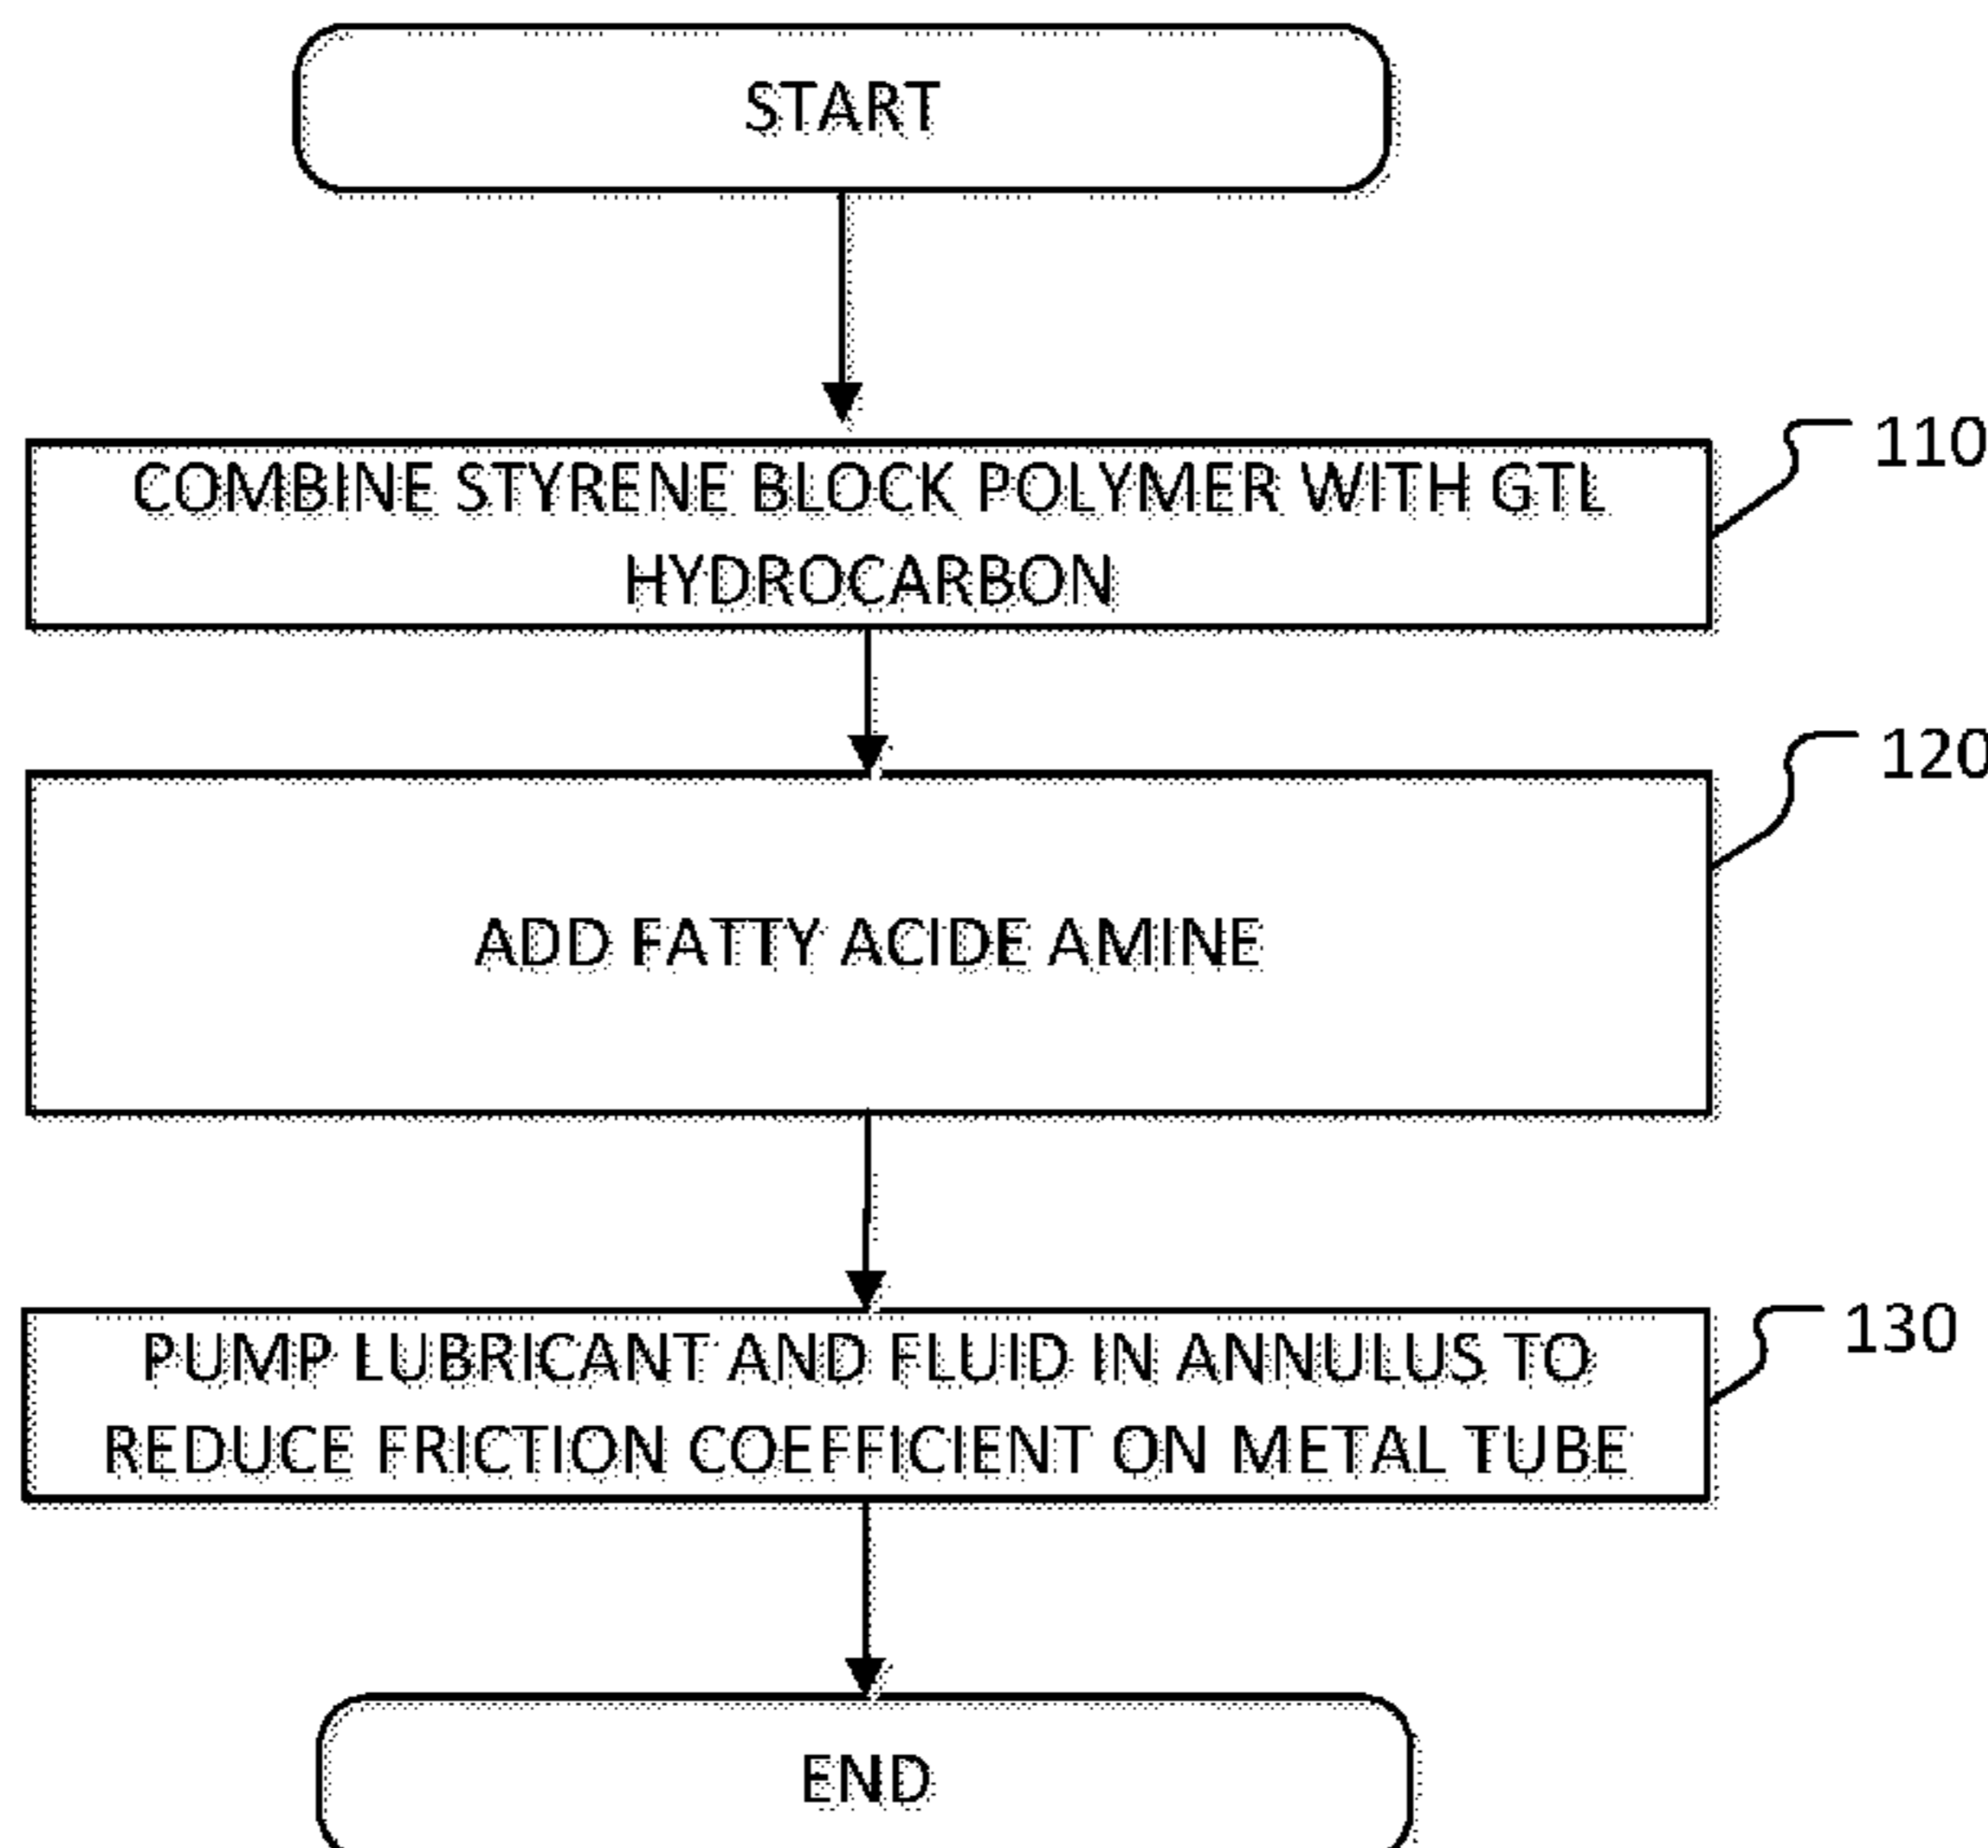 START
COMBINE STYRENE BLOCK POLYMER WITH GTL
HYDROCARBON
110
ADD FATTY ACIDE AMINE
120
PUMP LUBRICANT AND FLUID IN ANNULUS TO
REDUCE FRICTION COEFFICIENT ON METAL TUBE
130
END